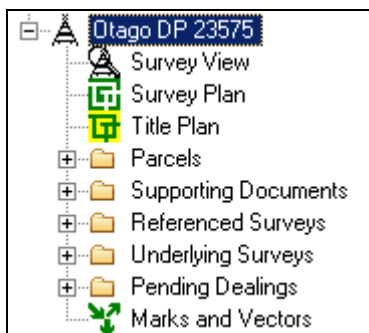 Otago DP 23575
Survey View
Survey Plan
Title Plan
Parcels
Supporting Documents
Referenced Surveys
Underlying Surveys
Pending Dealings
Marks and Vectors